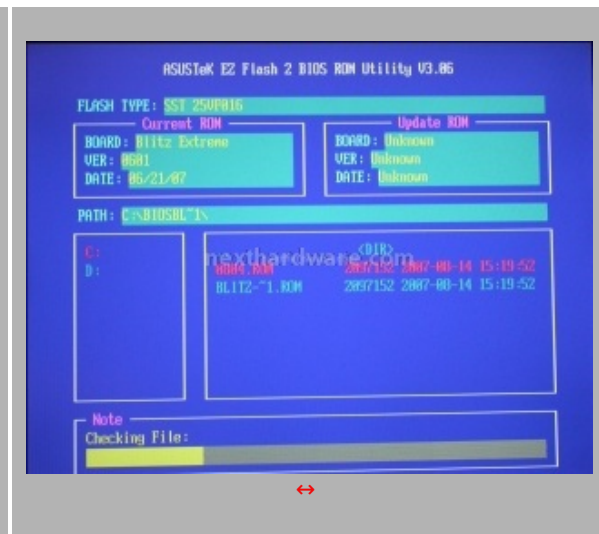 ASUSTeK EZ Flash 2 BIOS ROM Utility V3.06
FLASH TYPE: SST 25VP016
Current ROM
BOARD: Blitz Extreme
VER: 0601
DATE: 06/21/07
Update ROM
BOARD: Unknown
VER: Unknown
DATE: Unknown
PATH: C:\BIOSBL~1\
C:
D:
<DIR>
0804.ROM 2097152 2007-08-14 15:19:52
BLITZ-~1.ROM 2097152 2007-08-14 15:19:52
nexthardware.com
Note
Checking File: